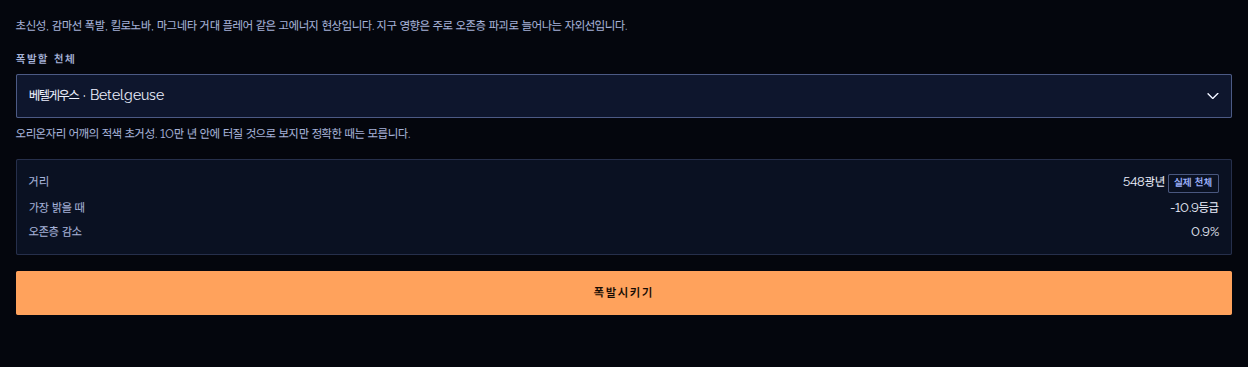 초신성, 감마선 폭발, 킬로노바, 마그네타 거대 플레어 같은 고에너지 현상입니다. 지구 영향은 주로 오존층 파괴로 늘어나는 자외선입니다.
폭발할 천체
베텔게우스 · Betelgeuse
오리온자리 어깨의 적색 초거성. 10만 년 안에 터질 것으로 보지만 정확한 때는 모릅니다.
거리 548광년 실제 천체
가장 밝을 때 -10.9등급
오존층 감소 0.9%
폭발시키기